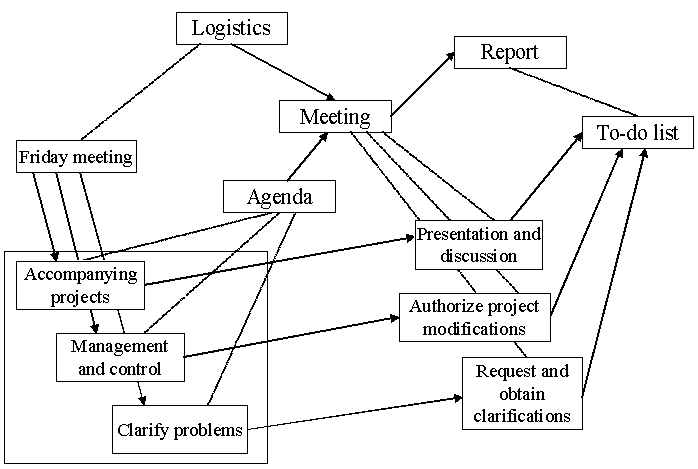 Logistics
Report
Meeting
To-do list
Friday meeting
Agenda
Presentation and
discussion
Accompanying
projects
Authorize project
modifications
Management
and control
Request and
obtain
clarifications
Clarify problems